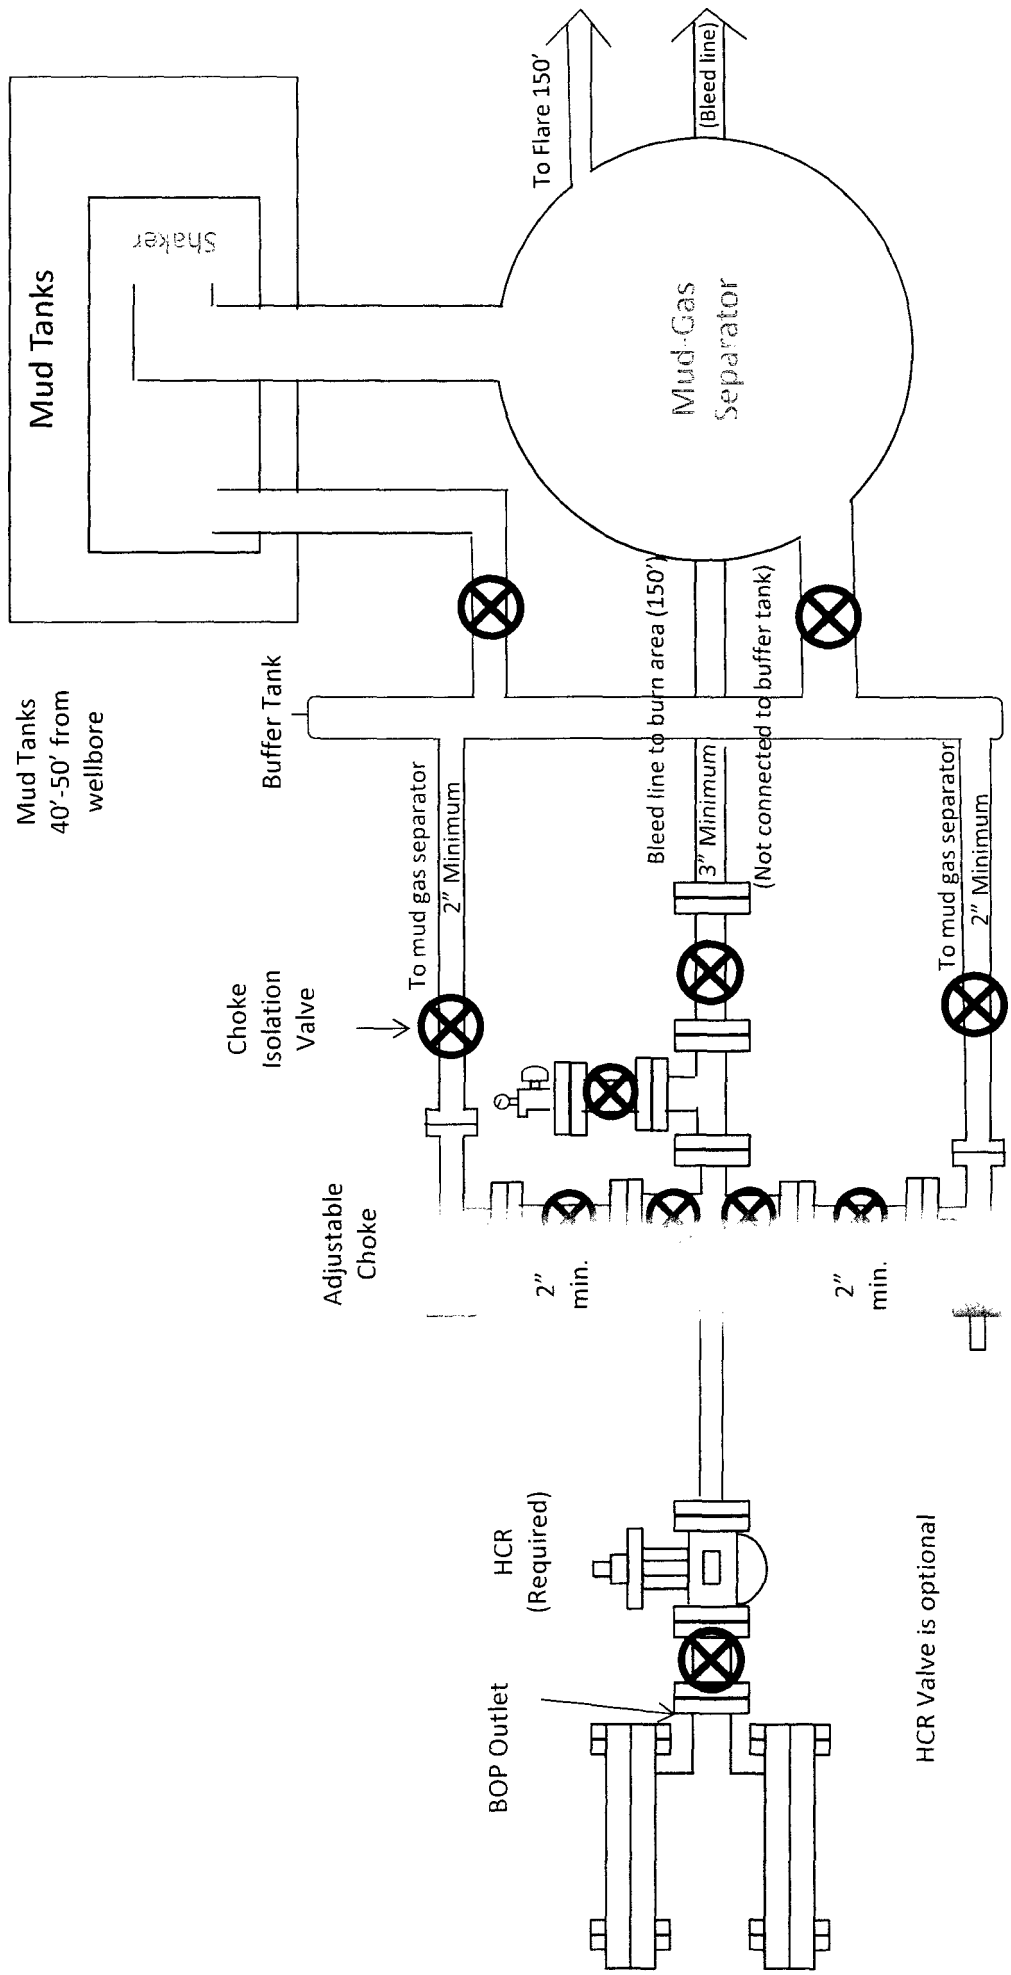 Mud Tanks
40'-50' from
wellbore
Mud Tanks
Shaker
Buffer Tank
Choke
Isolation
Valve
Adjustable
Choke
To mud gas separator
2" Minimum
To Flare 150'
(Bleed line)
Mud-Gas
Separator
Bleed line to burn area (150')
3" Minimum
(Not connected to buffer tank)
2"
min.
2"
min.
To mud gas separator
2" Minimum
HCR
(Required)
BOP Outlet
HCR Valve is optional